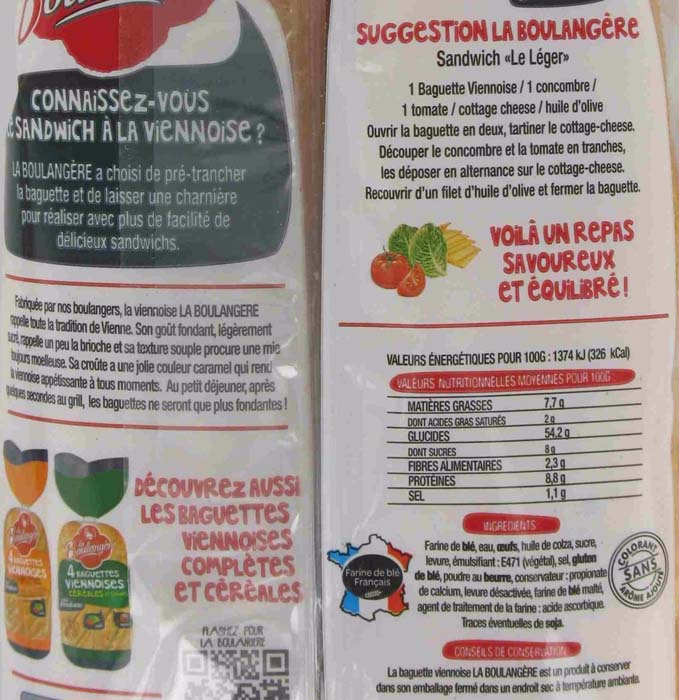 CONNAISSEZ-VOUS
SANDWICH À LA VIENNOISE ?
LA BOULANGÈRE a choisi de pré-trancher
la baguette et de laisser une charnière
pour réaliser avec plus de facilité de
délicieux sandwichs.
Fabriquée par nos boulangers, la viennoise LA BOULANGERE
rappelle toute la tradition de Vienne. Son goût fondant, légèrement
sucré, rappelle un peu la brioche et sa texture souple procure une mie
toujours moelleuse. Sa croûte a une jolie couleur caramel qui rend
la viennoise appétissante à tous moments. Au petit déjeuner, après
quelques secondes au grill, les baguettes ne seront que plus fondantes !
DÉCOUVREZ AUSSI
LES BAGUETTES
VIENNOISES
COMPLÈTES
ET CÉRÉALES
4 BAGUETTES
VIENNOISES
4 BAGUETTES
VIENNOISES
CÉRÉALES
FLASHEZ POUR
LA BOULANGERE
SUGGESTION LA BOULANGÈRE
Sandwich «Le Léger»
1 Baguette Viennoise / 1 concombre /
1 tomate / cottage cheese / huile d'olive
Ouvrir la baguette en deux, tartiner le cottage-cheese.
Découper le concombre et la tomate en tranches,
les déposer en alternance sur le cottage-cheese.
Recouvrir d'un filet d'huile d'olive et fermer la baguette.
VOILÀ UN REPAS
SAVOUREUX
ET ÉQUILIBRÉ !
VALEURS ÉNERGÉTIQUES POUR 100G : 1374 kJ (326 kCal)
VALEURS NUTRITIONNELLES MOYENNES POUR 100G
MATIÈRES GRASSES 7,7 g
DONT ACIDES GRAS SATURÉS 2 g
GLUCIDES 54,2 g
DONT SUCRES 8 g
FIBRES ALIMENTAIRES 2,3 g
PROTÉINES 8,8 g
SEL 1,1 g
INGREDIENTS
Farine de blé, eau, œufs, huile de colza, sucre,
levure, émulsifiant : E471 (végétal), sel, gluten
de blé, poudre au beurre, conservateur : propionate
de calcium, levure désactivée, farine de blé malté,
agent de traitement de la farine : acide ascorbique.
Traces éventuelles de soja.
Farine de blé
Français
COLORANT
SANS
ARÔME AJOUTÉ
CONSEILS DE CONSERVATION
La baguette viennoise LA BOULANGÈRE est un produit à conserver
dans son emballage fermé dans un endroit sec à température ambiante.